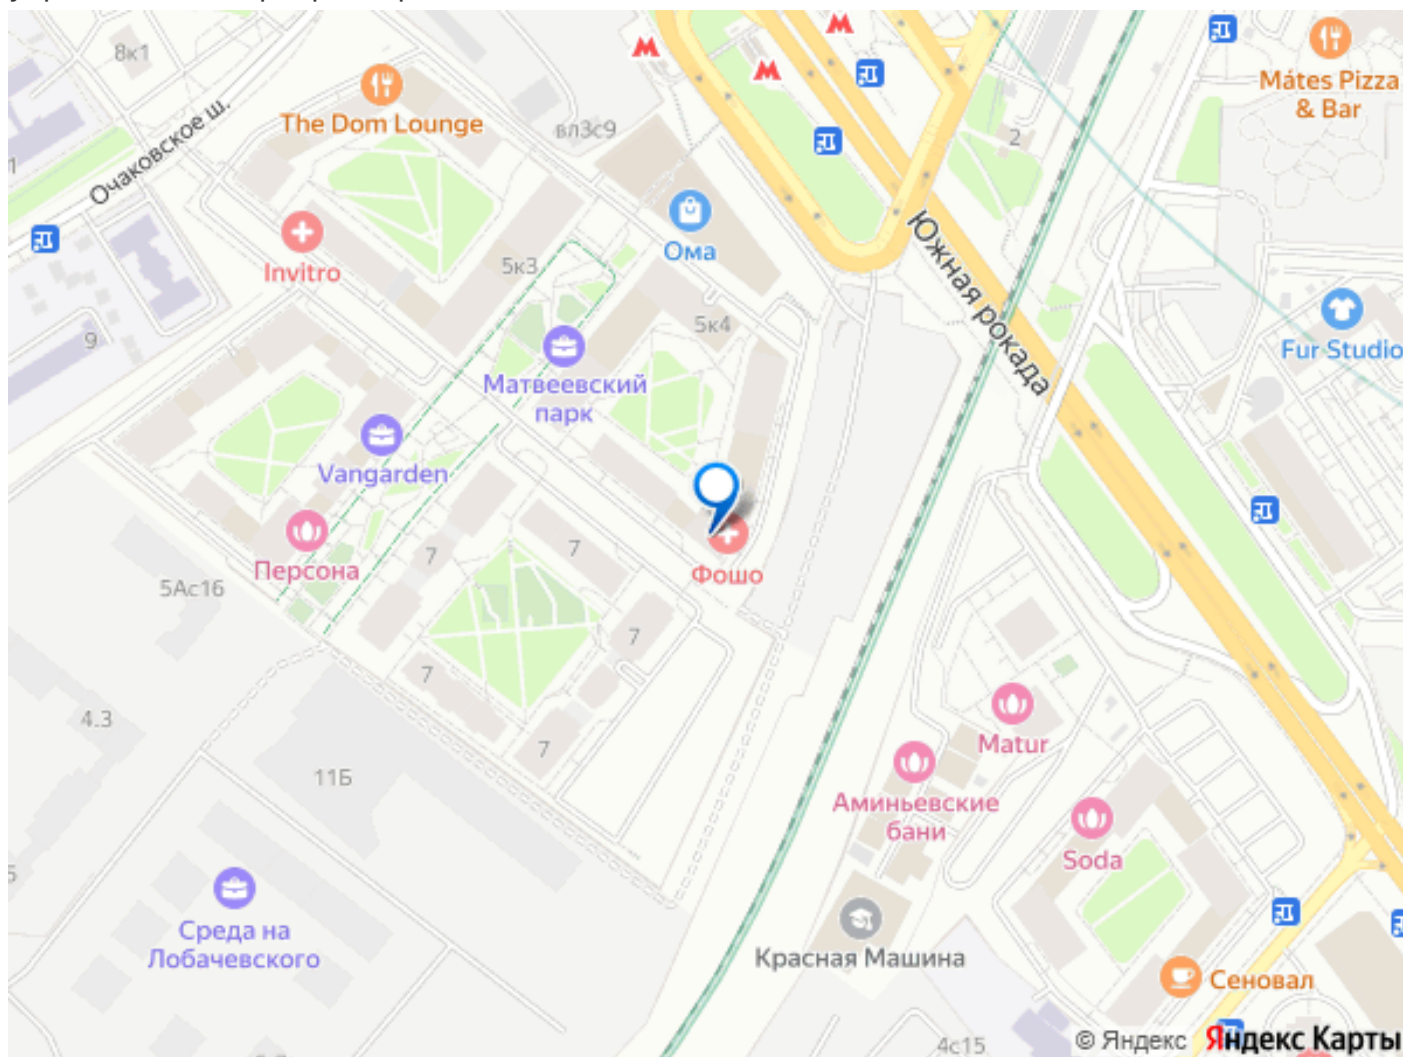 8к1
Mátes Pizza
& Bar
The Dom Lounge
вл3с9
2
Очаковское ш.
1
Ома
Южная рокада
Invitro
5к3
5к4
9
Fur Studio
Матвеевский
парк
Vangarden
Персона
7
7
Фошо
5Ас16
7
7
4.3
7
Matur
11Б
Аминьевские
бани
Soda
5
Среда на
Лобачевского
Красная Машина
Сеновал
4с15
© Яндекс
Яндекс Карты